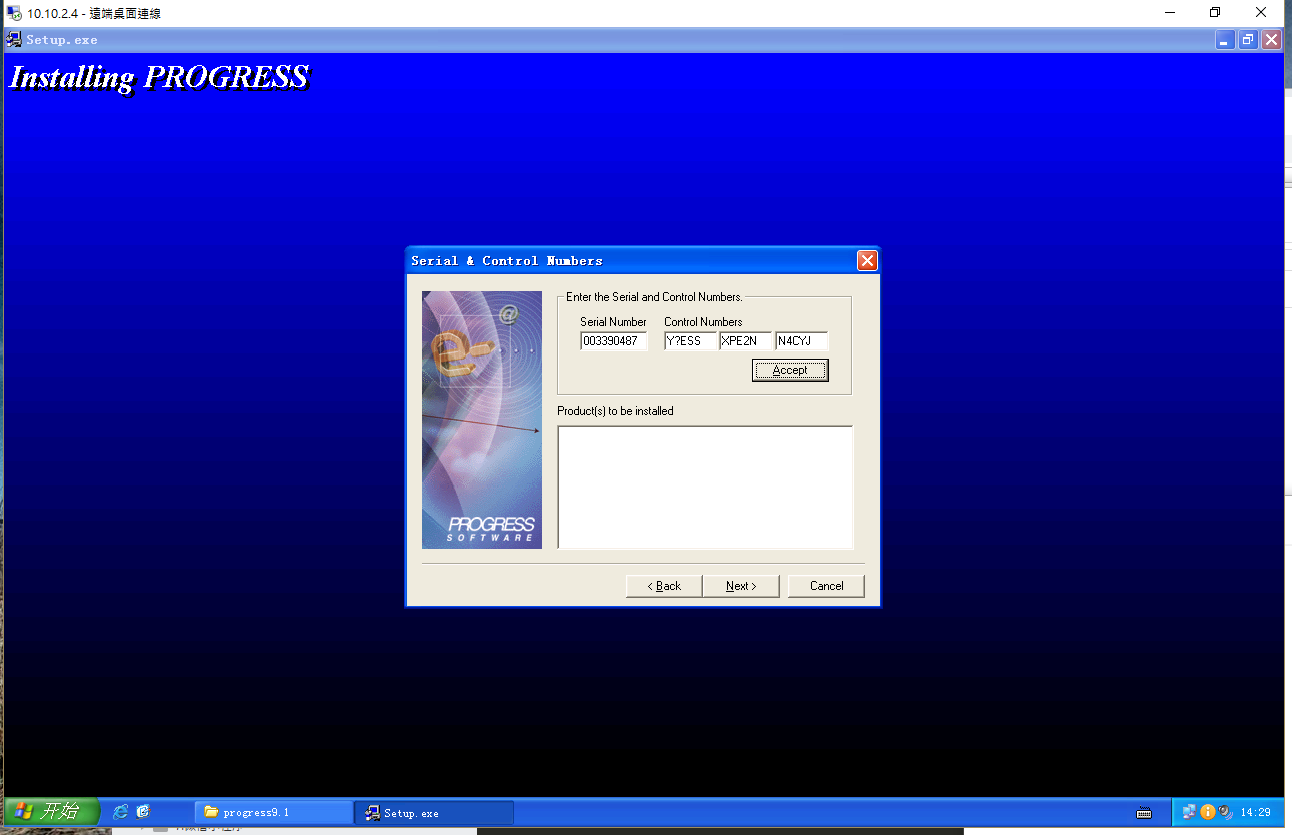 10.10.2.4 - 遠端桌面連線
Setup.exe
Installing PROGRESS
Serial & Control Numbers
Enter the Serial and Control Numbers.
Serial Number Control Numbers
003390487 Y?ESS XPE2N N4CYJ
Accept
Product(s) to be installed
@
PROGRESS
SOFTWARE
< Back Next > Cancel
开始 progress9.1 Setup.exe 14:29